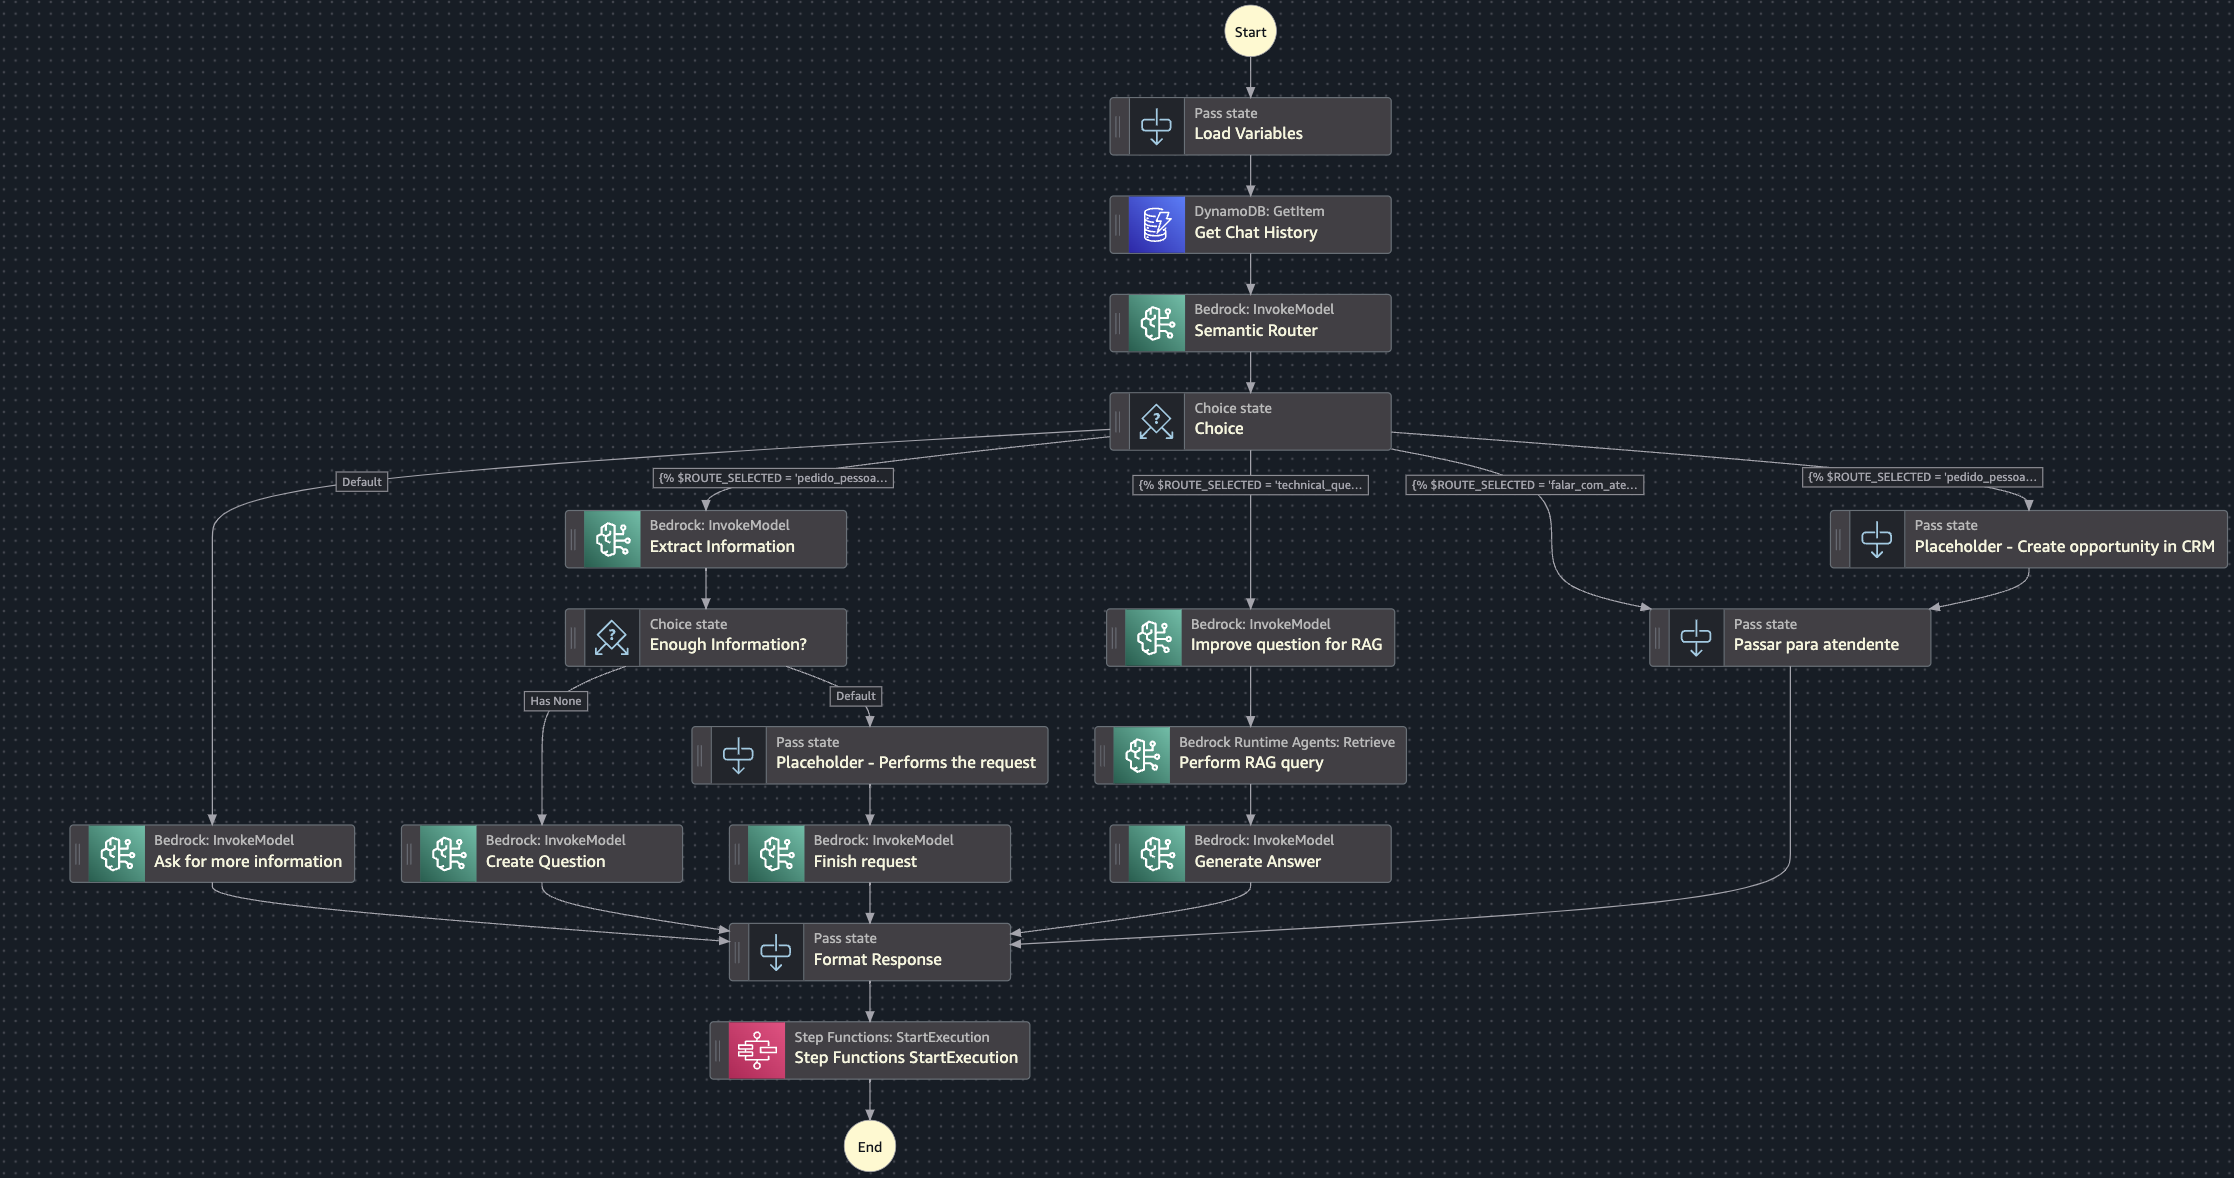 Start
Pass state
Load Variables
DynamoDB: GetItem
Get Chat History
Bedrock: InvokeModel
Semantic Router
Choice state
Choice
Default
{% $ROUTE_SELECTED = 'pedido_pessoa...
{% $ROUTE_SELECTED = 'technical_que...
{% $ROUTE_SELECTED = 'falar_com_ate...
{% $ROUTE_SELECTED = 'pedido_pessoa...
Bedrock: InvokeModel
Extract Information
Pass state
Placeholder - Create opportunity in CRM
Choice state
Enough Information?
Bedrock: InvokeModel
Improve question for RAG
Pass state
Passar para atendente
Has None
Default
Pass state
Placeholder - Performs the request
Bedrock Runtime Agents: Retrieve
Perform RAG query
Bedrock: InvokeModel
Ask for more information
Bedrock: InvokeModel
Create Question
Bedrock: InvokeModel
Finish request
Bedrock: InvokeModel
Generate Answer
Pass state
Format Response
Step Functions: StartExecution
Step Functions StartExecution
End